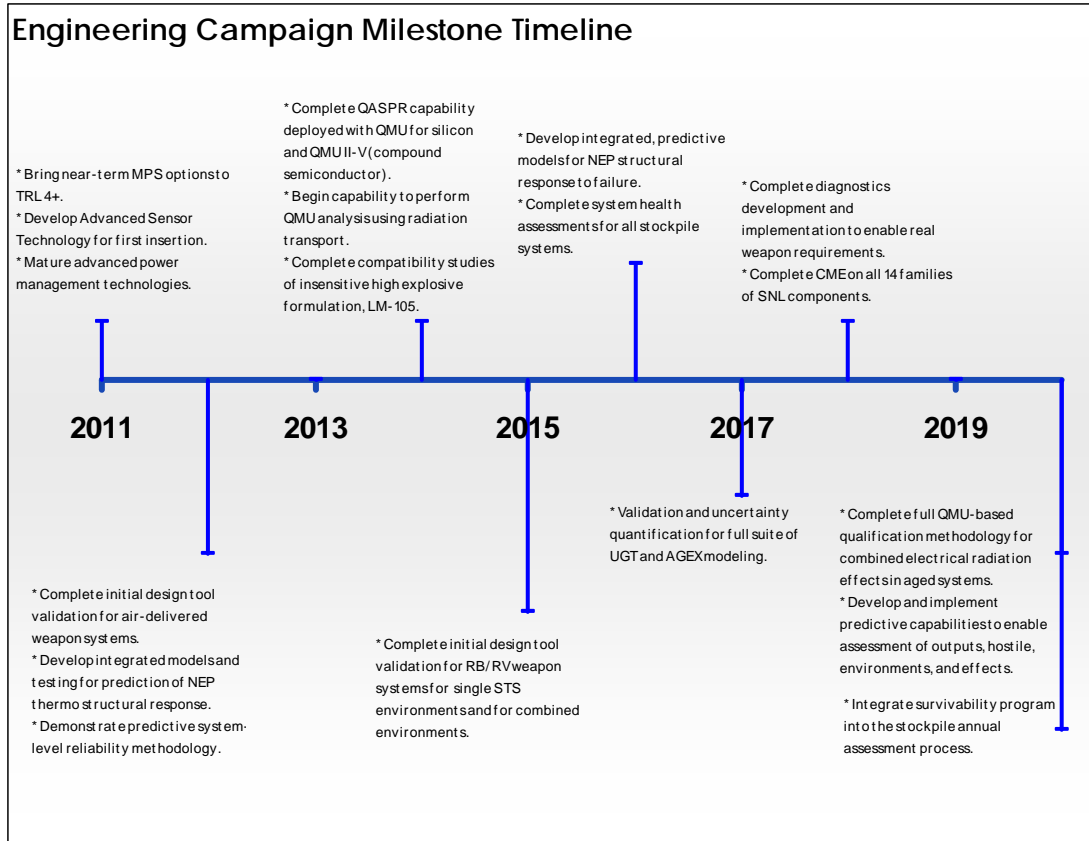 Engineering Campaign Milestone Timeline
* Bring near-term MPS options to
TRL 4+.
* Develop Advanced Sensor
Technology for first insertion.
* Mature advanced power
management technologies.
* Complete QASPR capability
deployed with QMU for silicon
and QMU II-V (compound
semiconductor).
* Begin capability to perform
QMU analysis using radiation
transport.
* Complete compatibility studies
of insensitive high explosive
formulation, LM-105.
* Develop integrated, predictive
models for NEP structural
response to failure.
* Complete system health
assessments for all stockpile
systems.
* Complete diagnostics
development and
implementation to enable real
weapon requirements.
* Complete CME on all 14 families
of SNL components.
2011
2013
2015
2017
2019
* Complete initial design tool
validation for air-delivered
weapon systems.
* Develop integrated models and
testing for prediction of NEP
thermo structural response.
* Demonstrate predictive system-
level reliability methodology.
* Complete initial design tool
validation for RB/RV weapon
systems for single STS
environments and for combined
environments.
* Validation and uncertainty
quantification for full suite of
UGT and AGEX modeling.
* Complete full QMU-based
qualification methodology for
combined electrical radiation
effects in aged systems.
* Develop and implement
predictive capabilities to enable
assessment of outputs, hostile,
environments, and effects.
* Integrate survivability program
into the stockpile annual
assessment process.